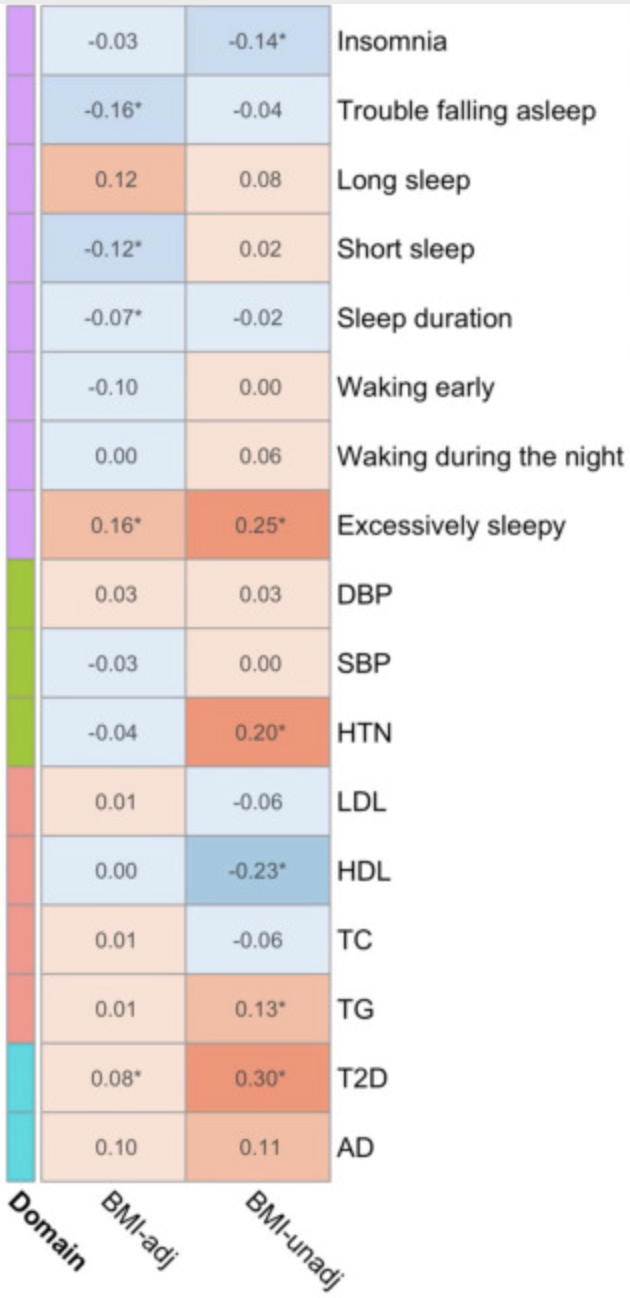 -0.03 -0.14* Insomnia
-0.16* -0.04 Trouble falling asleep
0.12 0.08 Long sleep
-0.12* 0.02 Short sleep
-0.07* -0.02 Sleep duration
-0.10 0.00 Waking early
0.00 0.06 Waking during the night
0.16* 0.25* Excessively sleepy
0.03 0.03 DBP
-0.03 0.00 SBP
-0.04 0.20* HTN
0.01 -0.06 LDL
0.00 -0.23* HDL
0.01 -0.06 TC
0.01 0.13* TG
0.08* 0.30* T2D
0.10 0.11 AD
Domain BMI-adj BMI-unadj